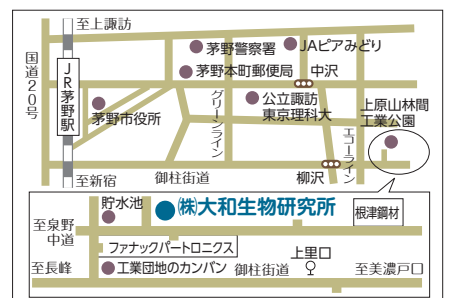 至上諏訪
国道20号
JR茅野駅
茅野警察署
JAピアみどり
茅野本町郵便局
中沢
茅野市役所
グリーンライン
公立諏訪
東京理科大
エコーライン
上原山林間
工業公園
至新宿
御柱街道
柳沢
貯水池
㈱大和生物研究所
根津鋼材
至泉野
中道
ファナックパートロニクス
上里口
至長峰
工業団地のカンバン
御柱街道
至美濃戸口